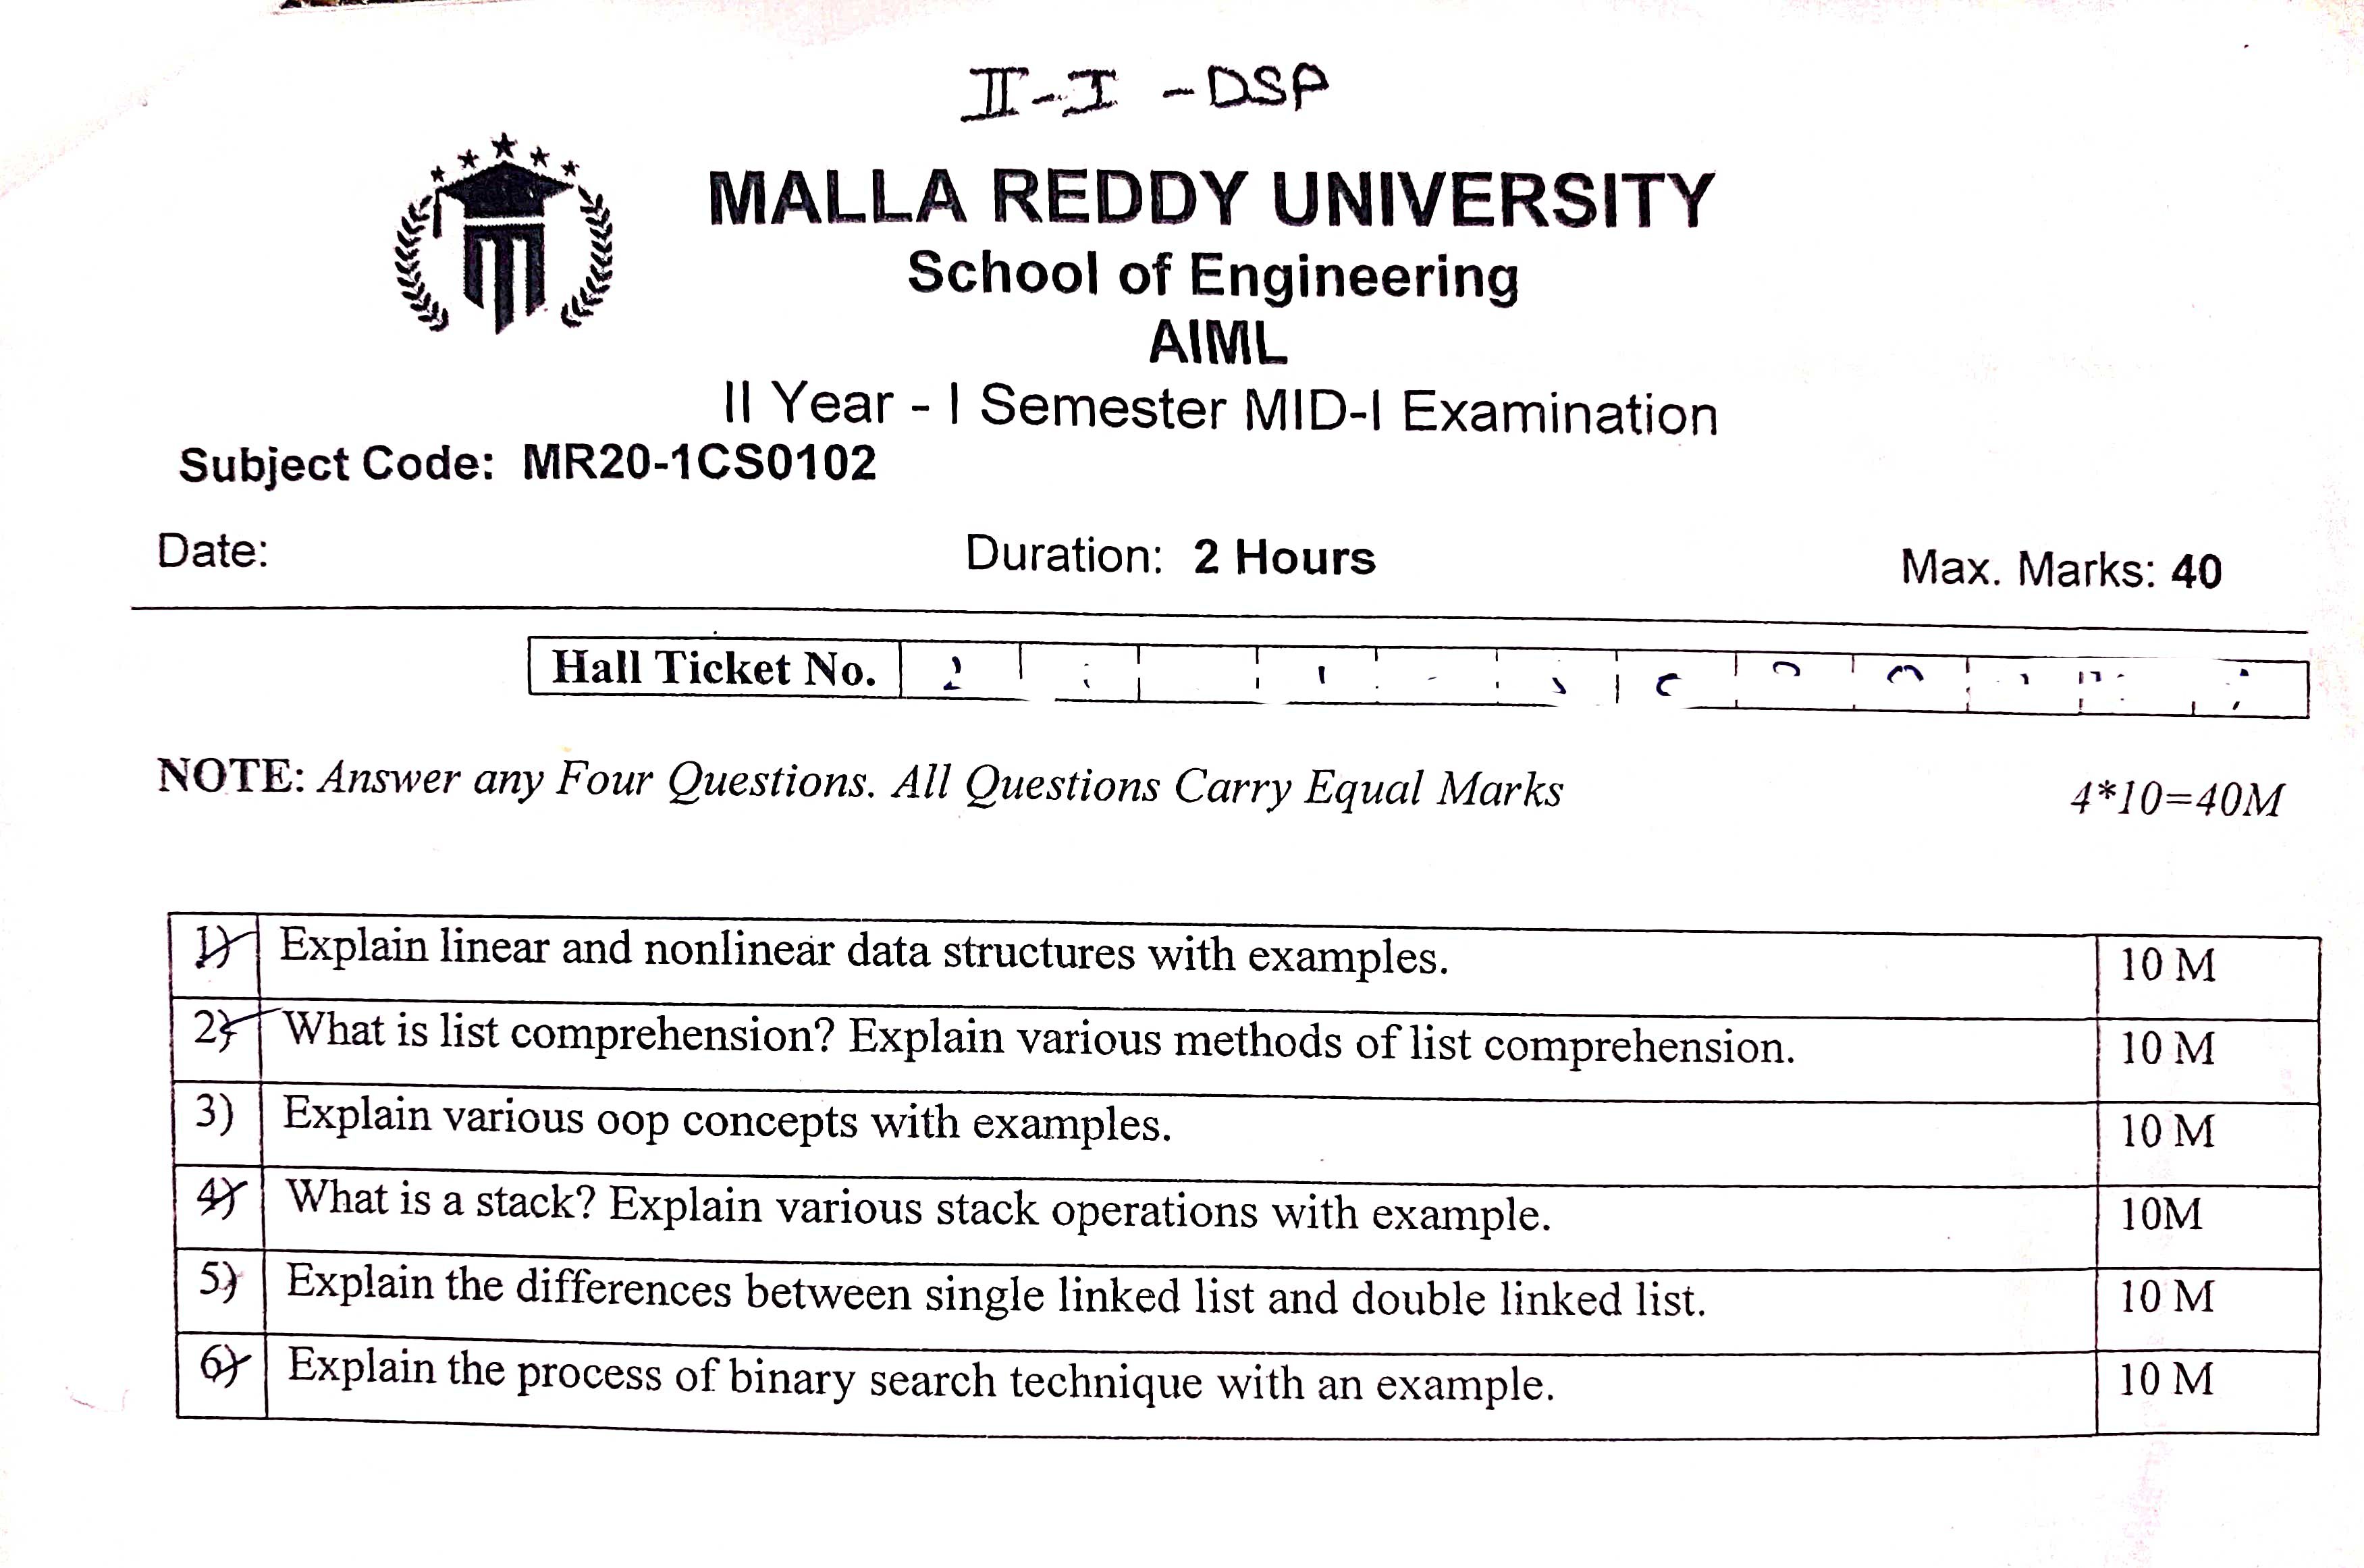 II-I -DSP
MALLA REDDY UNIVERSITY
School of Engineering
AIML
II Year - I Semester MID-I Examination
Subject Code: MR20-1CS0102
Date: Duration: 2 Hours Max. Marks: 40
Hall Ticket No.
NOTE: Answer any Four Questions. All Questions Carry Equal Marks 4*10=40M
1) Explain linear and nonlinear data structures with examples. 10 M
2) What is list comprehension? Explain various methods of list comprehension. 10 M
3) Explain various oop concepts with examples. 10 M
4) What is a stack? Explain various stack operations with example. 10M
5) Explain the differences between single linked list and double linked list. 10 M
6) Explain the process of binary search technique with an example. 10 M